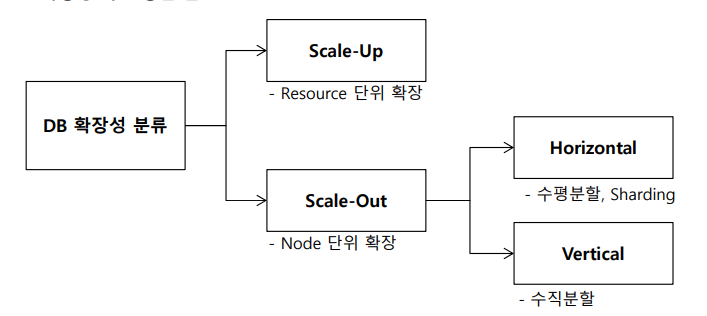 DB 확장성 분류
Scale-Up
- Resource 단위 확장
Scale-Out
- Node 단위 확장
Horizontal
- 수평분할, Sharding
Vertical
- 수직분할